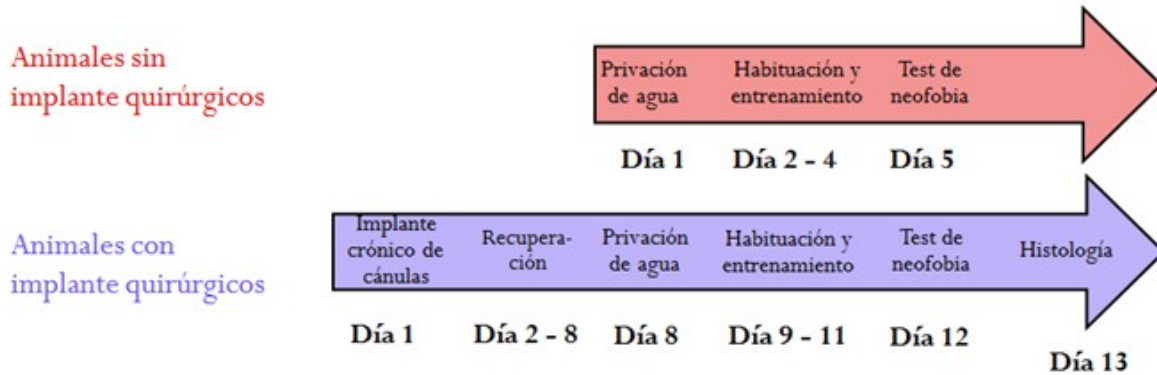 Animales sin
implante quirúrgicos
Privación
de agua
Habituación y
entrenamiento
Test de
neofobia
Día 1
Día 2 - 4
Día 5
Animales con
implante quirúrgicos
Implante
crónico de
cánulas
Recupera-
ción
Privación
de agua
Habituación y
entrenamiento
Test de
neofobia
Histología
Día 1
Día 2 - 8
Día 8
Día 9 - 11
Día 12
Día 13